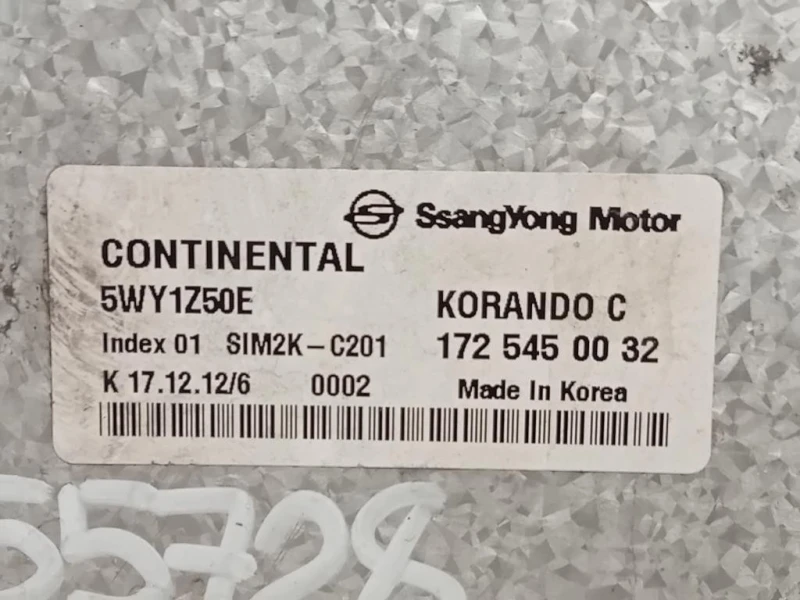 SsangYong Motor
CONTINENTAL
5WY1Z50E KORANDO C
Index 01 SIM2K-C201 172 545 00 32
K 17.12.12/6 0002 Made In Korea
55728